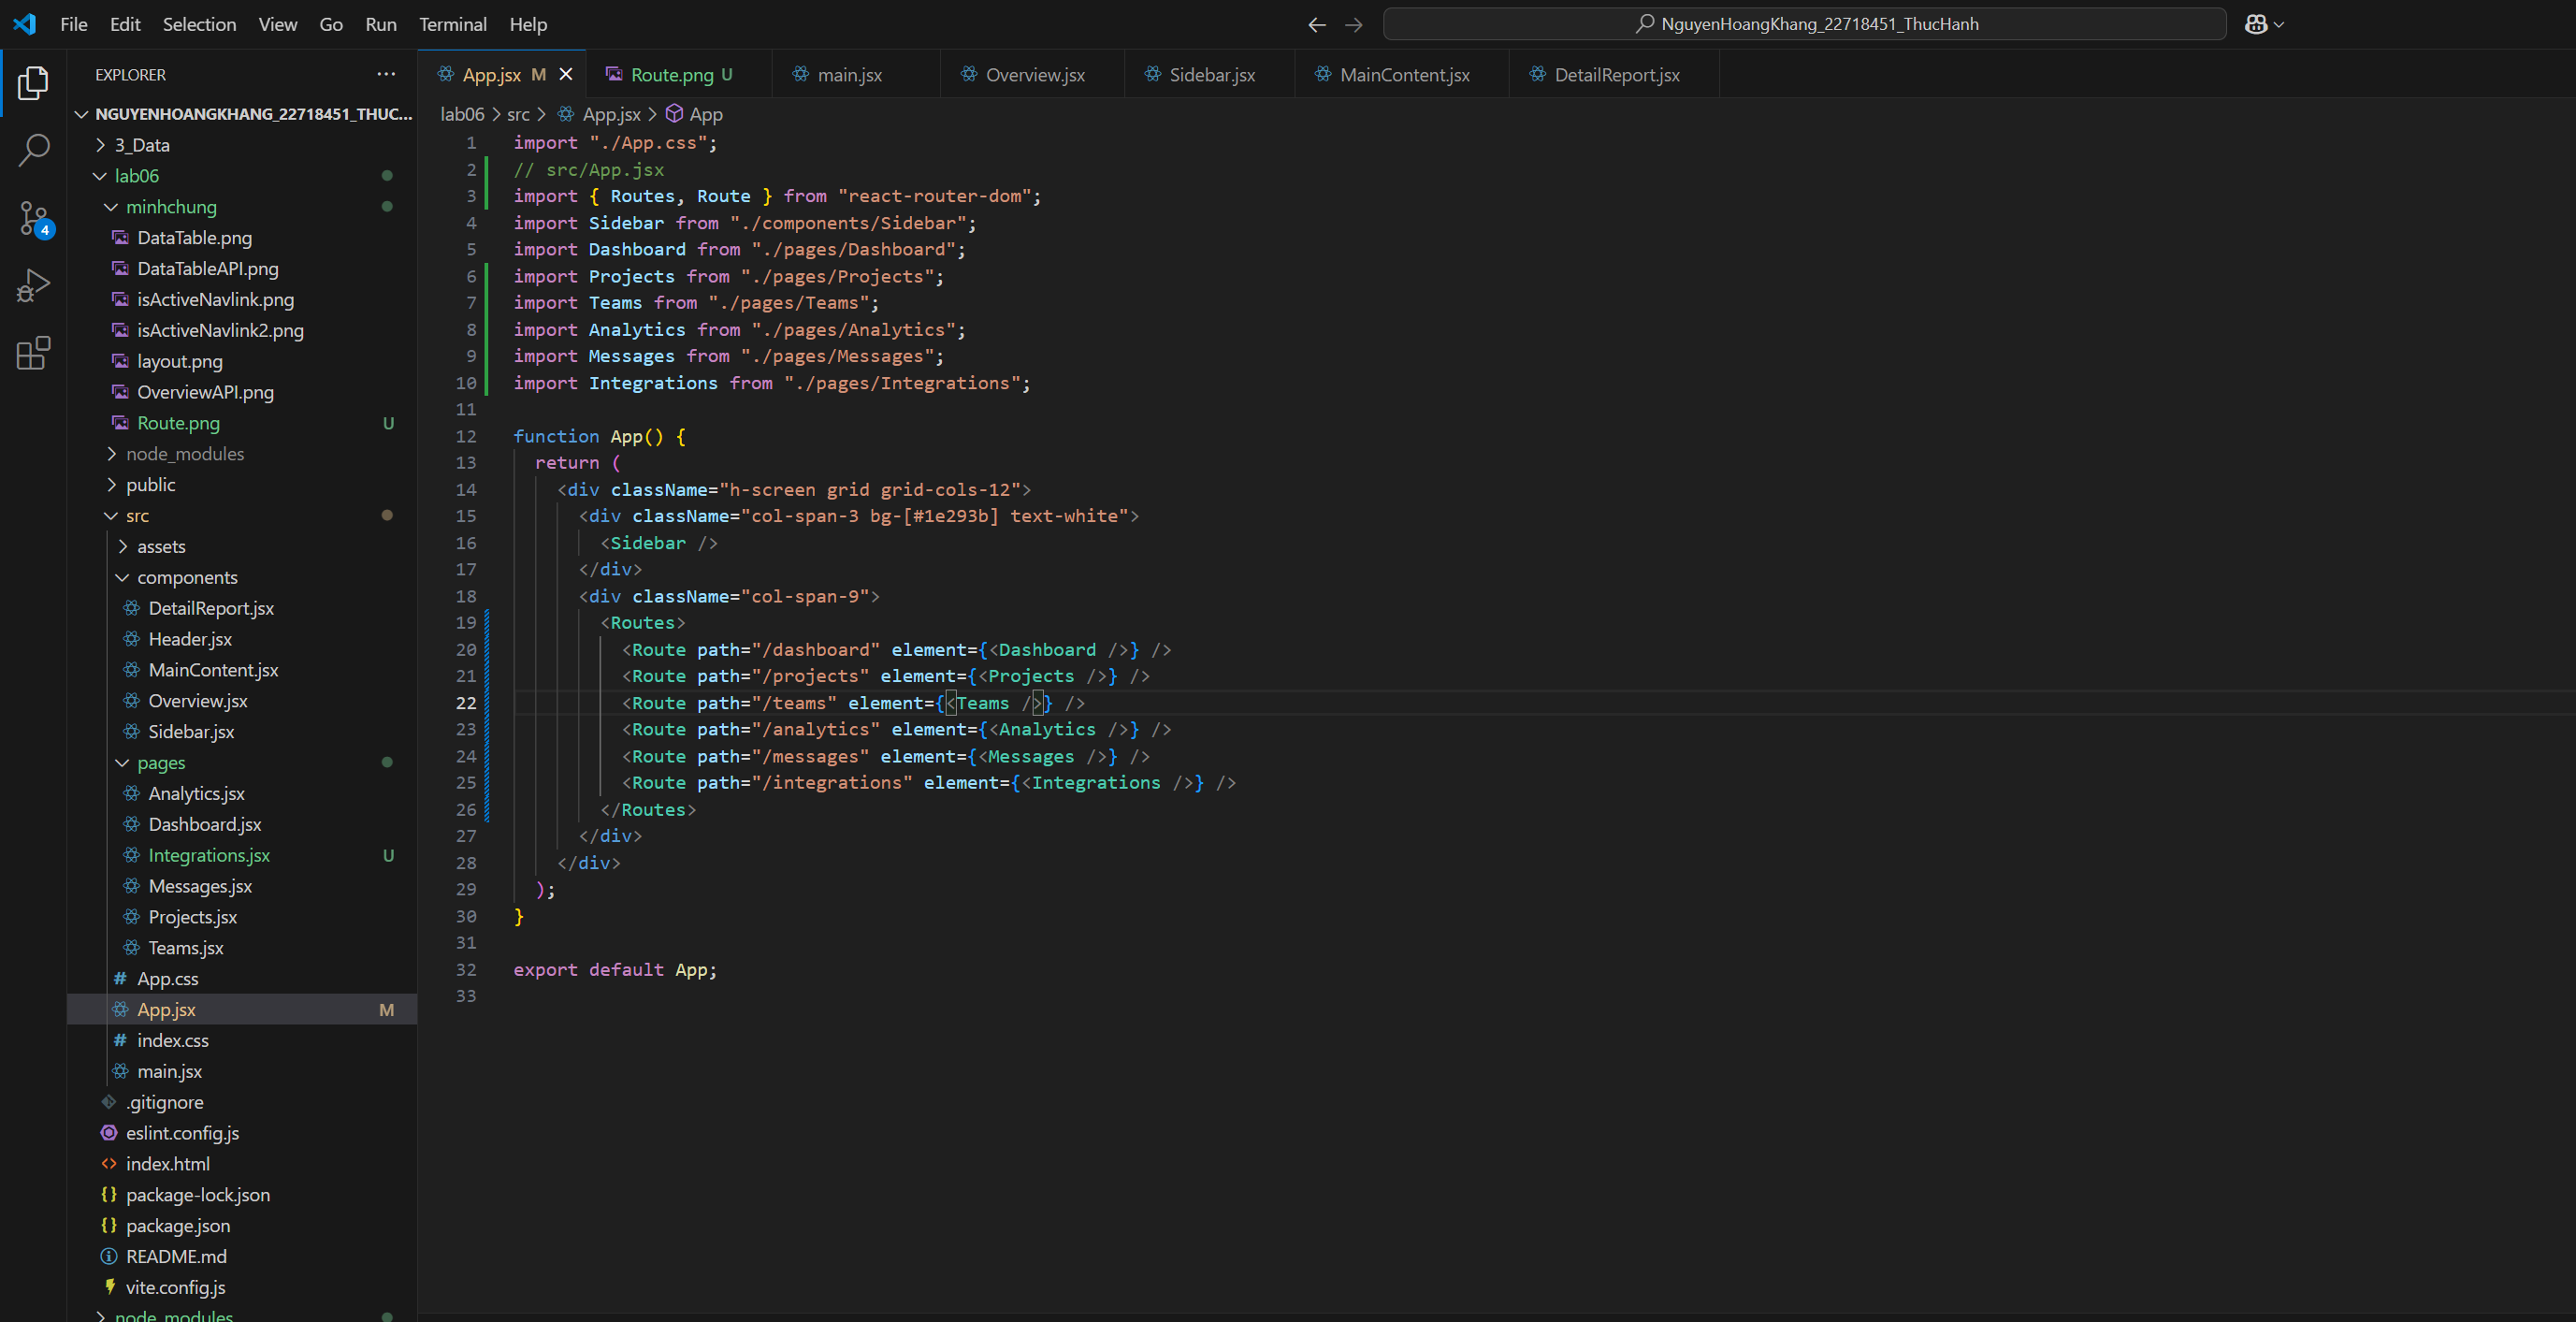 File Edit Selection View Go Run Terminal Help
NguyenHoangKhang_22718451_ThucHanh
EXPLORER
NGUYENHOANGKHANG_22718451_THUC...
3_Data
lab06
minhchung
DataTable.png
DataTableAPI.png
isActiveNavlink.png
isActiveNavlink2.png
layout.png
OverviewAPI.png
Route.png U
node_modules
public
src
assets
components
DetailReport.jsx
Header.jsx
MainContent.jsx
Overview.jsx
Sidebar.jsx
pages
Analytics.jsx
Dashboard.jsx
Integrations.jsx U
Messages.jsx
Projects.jsx
Teams.jsx
App.css
App.jsx M
index.css
main.jsx
.gitignore
eslint.config.js
index.html
package-lock.json
package.json
README.md
vite.config.js
node_modules
4
App.jsx M Route.png U main.jsx Overview.jsx Sidebar.jsx MainContent.jsx DetailReport.jsx
lab06 > src > App.jsx > App
1 import "./App.css";
2 // src/App.jsx
3 import { Routes, Route } from "react-router-dom";
4 import Sidebar from "./components/Sidebar";
5 import Dashboard from "./pages/Dashboard";
6 import Projects from "./pages/Projects";
7 import Teams from "./pages/Teams";
8 import Analytics from "./pages/Analytics";
9 import Messages from "./pages/Messages";
10 import Integrations from "./pages/Integrations";
11
12 function App() {
13 return (
14 <div className="h-screen grid grid-cols-12">
15 <div className="col-span-3 bg-[#1e293b] text-white">
16 <Sidebar />
17 </div>
18 <div className="col-span-9">
19 <Routes>
20 <Route path="/dashboard" element={<Dashboard />} />
21 <Route path="/projects" element={<Projects />} />
22 <Route path="/teams" element={<Teams />} />
23 <Route path="/analytics" element={<Analytics />} />
24 <Route path="/messages" element={<Messages />} />
25 <Route path="/integrations" element={<Integrations />} />
26 </Routes>
27 </div>
28 </div>
29 );
30 }
31
32 export default App;
33